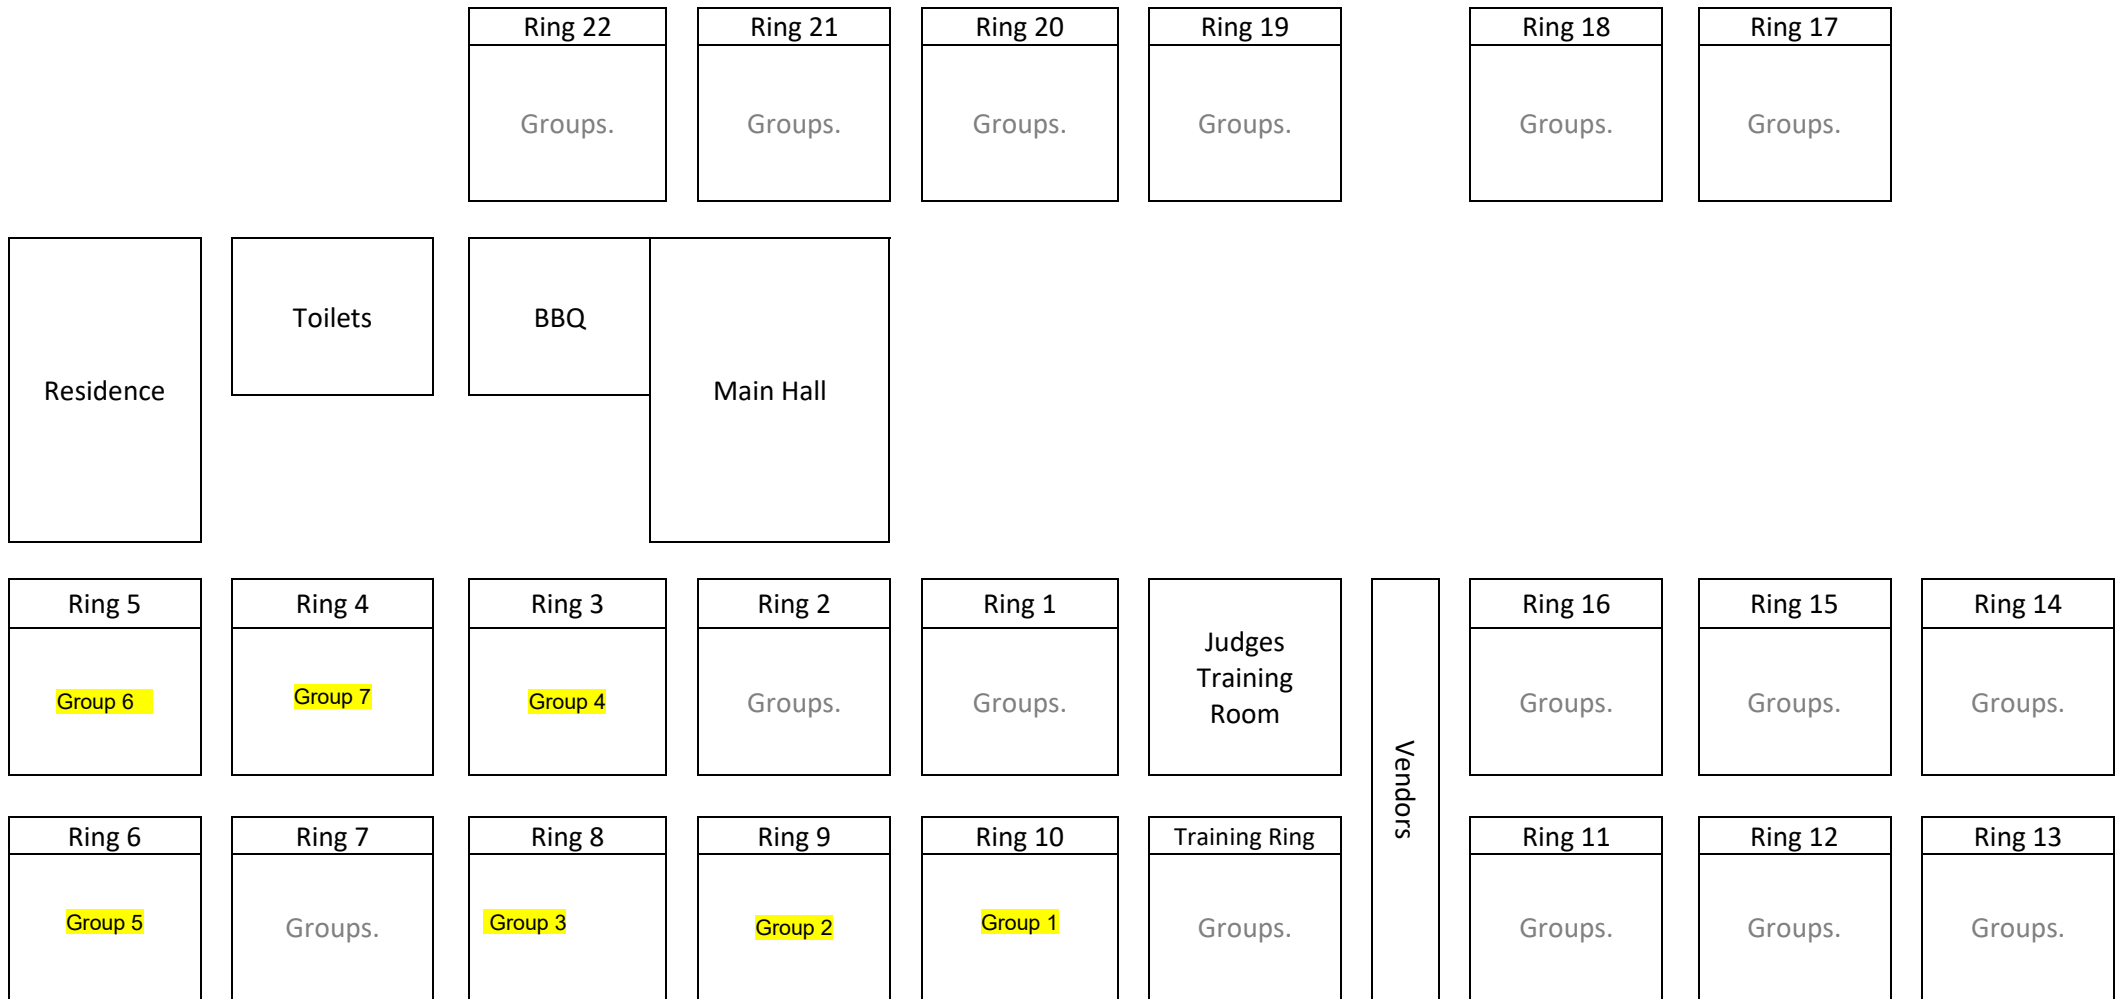 Ring 22
Ring 21
Ring 20
Ring 19
Ring 18
Ring 17
Groups.
Groups.
Groups.
Groups.
Groups.
Groups.
Residence
Toilets
BBQ
Main Hall
Ring 5
Ring 4
Ring 3
Ring 2
Ring 1
Judges
Training
Room
Vendors
Ring 16
Ring 15
Ring 14
Group 6
Group 7
Group 4
Groups.
Groups.
Groups.
Groups.
Groups.
Ring 6
Ring 7
Ring 8
Ring 9
Ring 10
Training Ring
Ring 11
Ring 12
Ring 13
Group 5
Groups.
Group 3
Group 2
Group 1
Groups.
Groups.
Groups.
Groups.